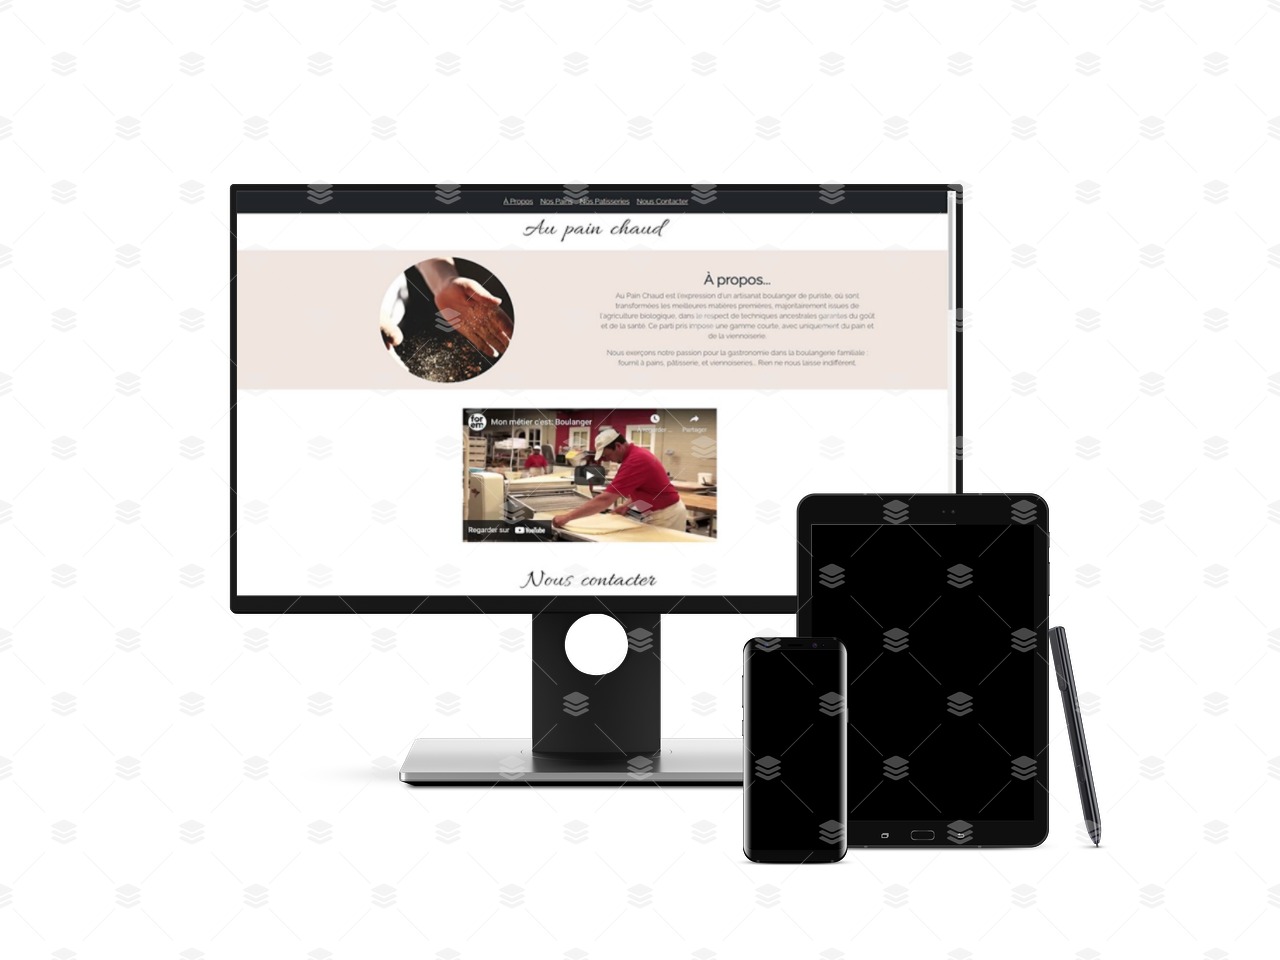 À Propos Nos Pains Nos Patisseries Nous Contacter
Au pain chaud
À propos...
Au Pain Chaud est l'expression d'un artisanat boulanger de puriste, où sont
transformées les meilleures matières premières, majoritairement issues de
l'agriculture biologique, dans le respect de techniques ancestrales garantes du goût
et de la santé. Ce parti pris impose une gamme courte, avec uniquement du pain et
de la viennoiserie.
Nous exerçons notre passion pour la gastronomie dans la boulangerie familiale :
fournil à pains, pâtisserie, et viennoiseries... Rien ne nous laisse indifférent.
for
em
Mon métier c'est: Boulanger
Partager
Regarder sur YouTube
Nous contacter